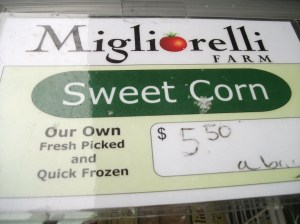 Migliorelli
FARM
Sweet Corn
Our Own
Fresh Picked
and
Quick Frozen
$ 5.50
a